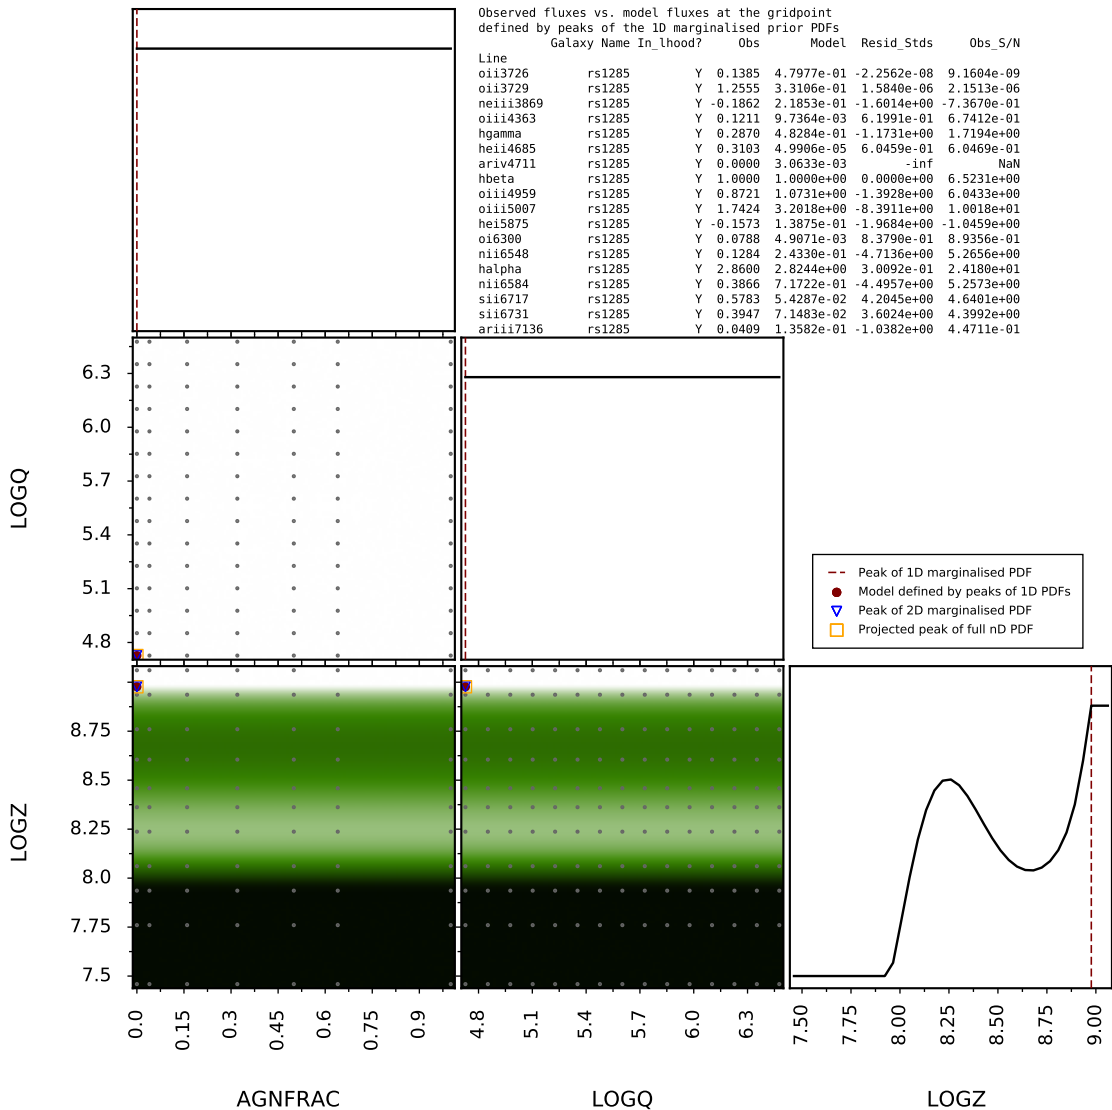 Observed fluxes vs. model fluxes at the gridpoint
defined by peaks of the 1D marginalised prior PDFs
Galaxy Name In_lhood? Obs Model Resid_Stds Obs_S/N
Line
oii3726 rs1285 Y 0.1385 4.7977e-01 -2.2562e-08 9.1604e-09
oii3729 rs1285 Y 1.2555 3.3106e-01 1.5840e-06 2.1513e-06
neiii3869 rs1285 Y -0.1862 2.1853e-01 -1.6014e+00 -7.3670e-01
oiii4363 rs1285 Y 0.1211 9.7364e-03 6.1991e-01 6.7412e-01
hgamma rs1285 Y 0.2870 4.8284e-01 -1.1731e+00 1.7194e+00
heii4685 rs1285 Y 0.3103 4.9906e-05 6.0459e-01 6.0469e-01
ariv4711 rs1285 Y 0.0000 3.0633e-03 -inf NaN
hbeta rs1285 Y 1.0000 1.0000e+00 0.0000e+00 6.5231e+00
oiii4959 rs1285 Y 0.8721 1.0731e+00 -1.3928e+00 6.0433e+00
oiii5007 rs1285 Y 1.7424 3.2018e+00 -8.3911e+00 1.0018e+01
hei5875 rs1285 Y -0.1573 1.3875e-01 -1.9684e+00 -1.0459e+00
oi6300 rs1285 Y 0.0788 4.9071e-03 8.3790e-01 8.9356e-01
nii6548 rs1285 Y 0.1284 2.4330e-01 -4.7136e+00 5.2656e+00
halpha rs1285 Y 2.8600 2.8244e+00 3.0092e-01 2.4180e+01
nii6584 rs1285 Y 0.3866 7.1722e-01 -4.4957e+00 5.2573e+00
sii6717 rs1285 Y 0.5783 5.4287e-02 4.2045e+00 4.6401e+00
sii6731 rs1285 Y 0.3947 7.1483e-02 3.6024e+00 4.3992e+00
ariii7136 rs1285 Y 0.0409 1.3582e-01 -1.0382e+00 4.4711e-01
6.3
6.0
5.7
5.4
5.1
4.8
LOGQ
Peak of 1D marginalised PDF
Model defined by peaks of 1D PDFs
Peak of 2D marginalised PDF
Projected peak of full nD PDF
8.75
8.5
8.25
8.0
7.75
7.5
LOGZ
0.0 0.15 0.3 0.45 0.6 0.75 0.9
4.8 5.1 5.4 5.7 6.0 6.3
7.50 7.75 8.00 8.25 8.50 8.75 9.00
AGNFRAC LOGQ LOGZ